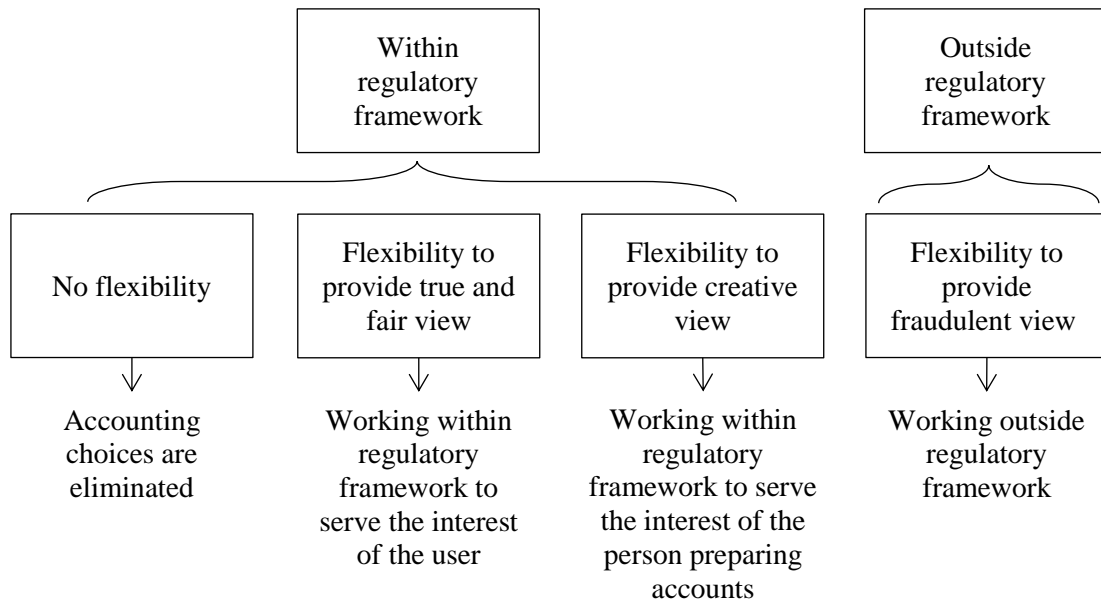 Within
regulatory
framework
Outside
regulatory
framework
No flexibility
Flexibility to
provide true and
fair view
Flexibility to
provide creative
view
Flexibility to
provide
fraudulent view
Accounting
choices are
eliminated
Working within
regulatory
framework to
serve the interest
of the user
Working within
regulatory
framework to serve
the interest of the
person preparing
accounts
Working outside
regulatory
framework